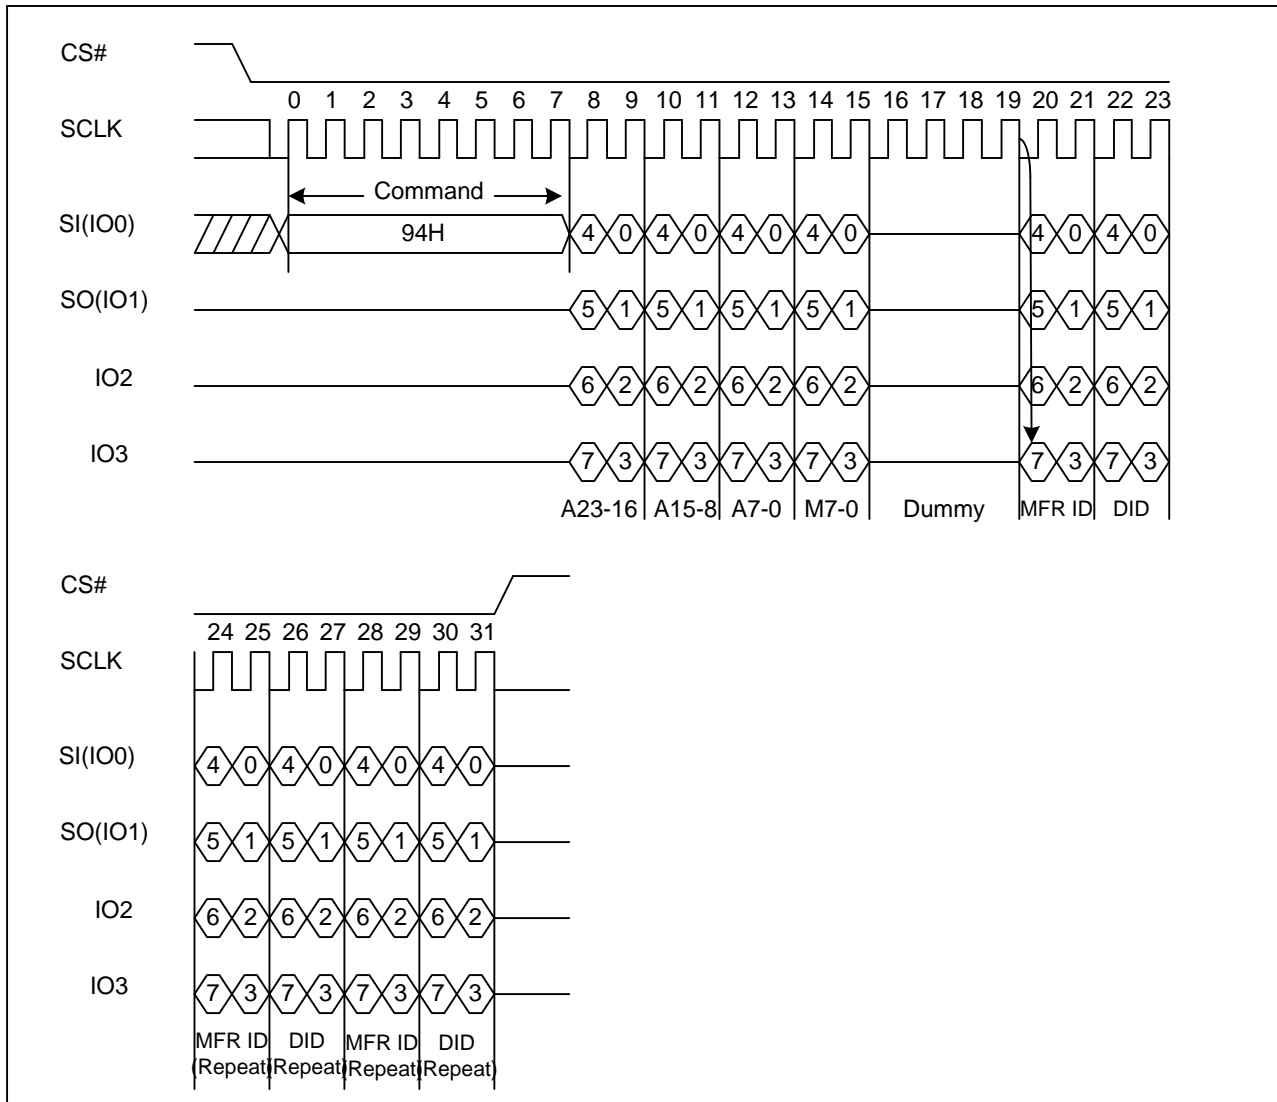 CS#
0 1 2 3 4 5 6 7 8 9 10 11 12 13 14 15 16 17 18 19 20 21 22 23
SCLK
Command
SI(IO0)
94H
4 0 4 0 4 0 4 0 4 0 4 0
SO(IO1)
5 1 5 1 5 1 5 1 5 1 5 1
IO2
6 2 6 2 6 2 6 2 6 2 6 2
IO3
7 3 7 3 7 3 7 3 7 3 7 3
A23-16 A15-8 A7-0 M7-0 Dummy MFR ID DID
CS#
24 25 26 27 28 29 30 31
SCLK
SI(IO0)
4 0 4 0 4 0 4 0
SO(IO1)
5 1 5 1 5 1 5 1
IO2
6 2 6 2 6 2 6 2
IO3
7 3 7 3 7 3 7 3
MFR ID DID MFR ID DID
(Repeat) (Repeat) (Repeat) (Repeat)